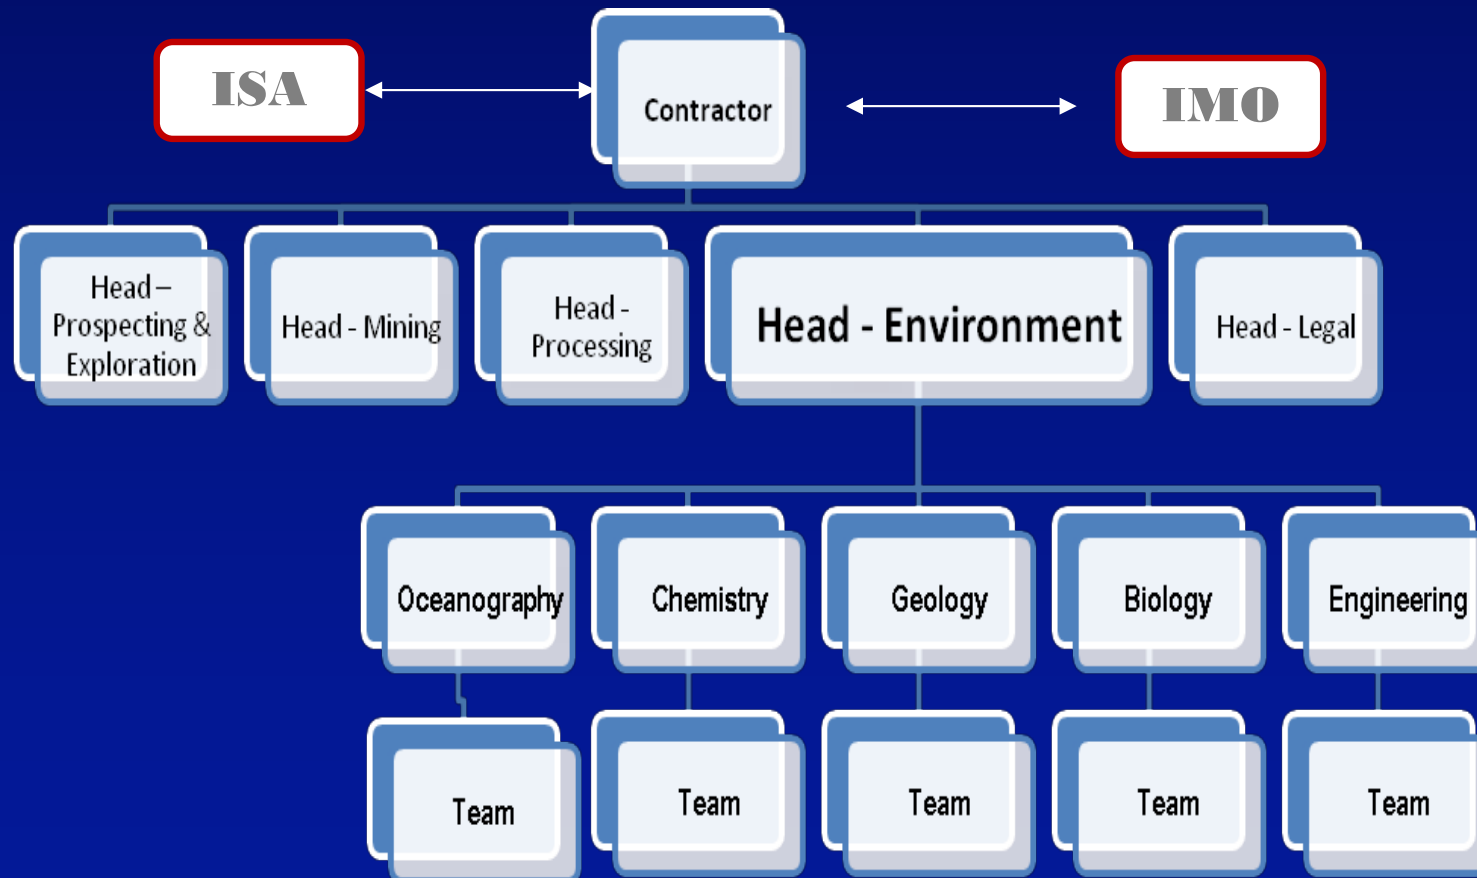 ISA
Contractor
IMO
Head –
Prospecting &
Exploration
Head - Mining
Head -
Processing
Head - Environment
Head - Legal
Oceanography
Chemistry
Geology
Biology
Engineering
Team
Team
Team
Team
Team